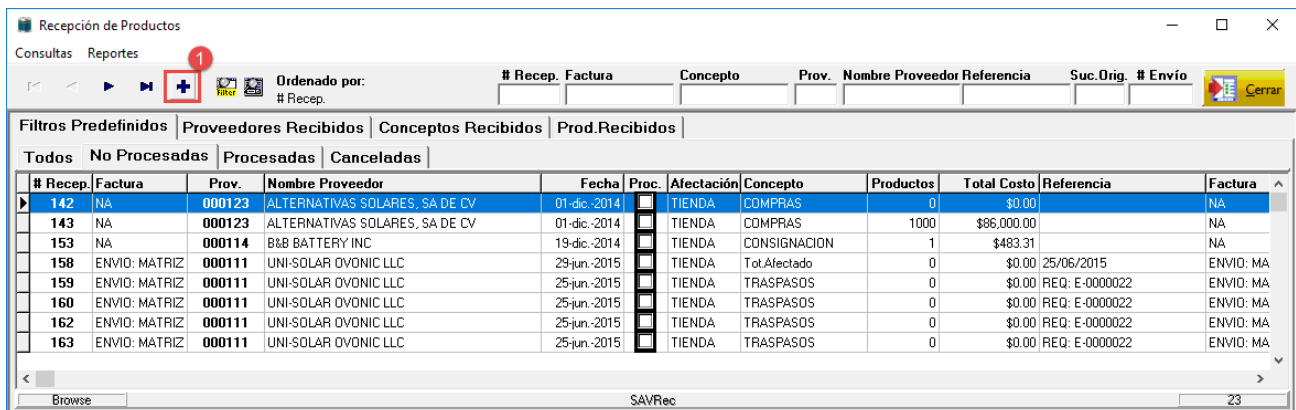 Recepción de Productos
Consultas Reportes
1
Filter
Ordenado por:
# Recep.
# Recep. Factura Concepto Prov. Nombre Proveedor Referencia Suc.Orig. # Envío
Cerrar
Filtros Predefinidos Proveedores Recibidos Conceptos Recibidos Prod.Recibidos
Todos No Procesadas Procesadas Canceladas
# Recep. Factura Prov. Nombre Proveedor Fecha Proc. Afectación Concepto Productos Total Costo Referencia Factura
142 NA 000123 ALTERNATIVAS SOLARES, SA DE CV 01-dic.-2014 TIENDA COMPRAS 0 $0.00 NA
143 NA 000123 ALTERNATIVAS SOLARES, SA DE CV 01-dic.-2014 TIENDA COMPRAS 1000 $86,000.00 NA
153 NA 000114 B&B BATTERY INC 19-dic.-2014 TIENDA CONSIGNACION 1 $483.31 NA
158 ENVIO: MATRIZ 000111 UNI-SOLAR OVONIC LLC 29-jun.-2015 TIENDA Tot.Afectado 0 $0.00 25/06/2015 ENVIO: MA
159 ENVIO: MATRIZ 000111 UNI-SOLAR OVONIC LLC 25-jun.-2015 TIENDA TRASPASOS 0 $0.00 REQ: E-0000022 ENVIO: MA
160 ENVIO: MATRIZ 000111 UNI-SOLAR OVONIC LLC 25-jun.-2015 TIENDA TRASPASOS 0 $0.00 REQ: E-0000022 ENVIO: MA
162 ENVIO: MATRIZ 000111 UNI-SOLAR OVONIC LLC 25-jun.-2015 TIENDA TRASPASOS 0 $0.00 REQ: E-0000022 ENVIO: MA
163 ENVIO: MATRIZ 000111 UNI-SOLAR OVONIC LLC 25-jun.-2015 TIENDA TRASPASOS 0 $0.00 REQ: E-0000022 ENVIO: MA
Browse SAVRec 23